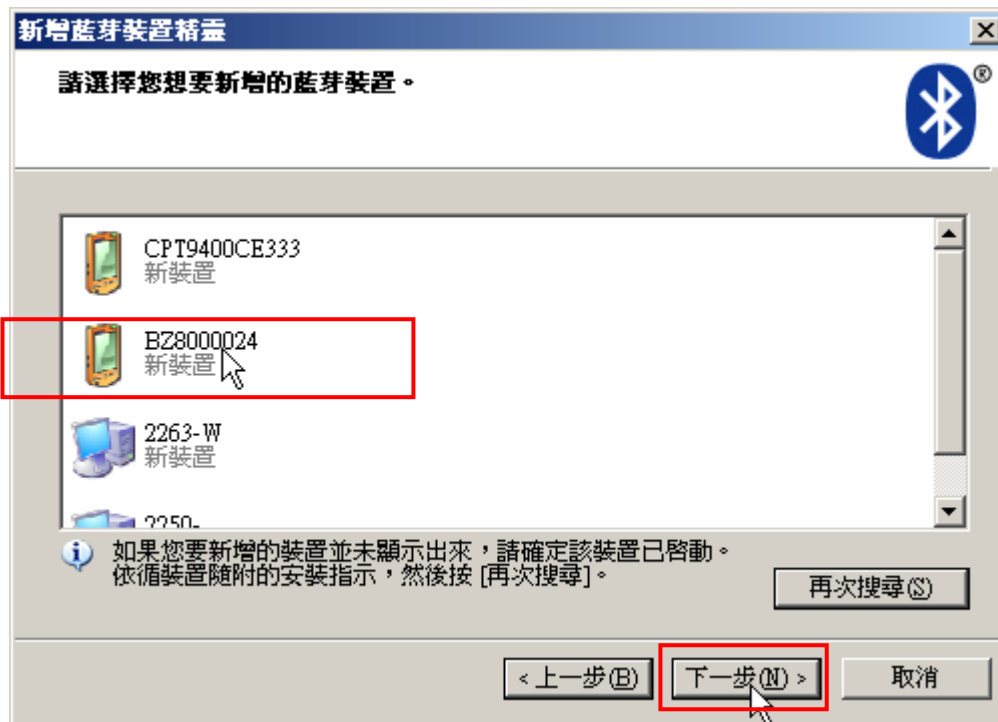 新增藍芽裝置精靈
請選擇您想要新增的藍芽裝置。
®
CPT9400CE333
新裝置
BZ8000024
新裝置
2263-W
新裝置
2250-
如果您要新增的裝置並未顯示出來，請確定該裝置已啓動。
依循裝置隨附的安裝指示，然後按 [再次搜尋]。
再次搜尋(S)
< 上一步(B)
下一步(N) >
取消